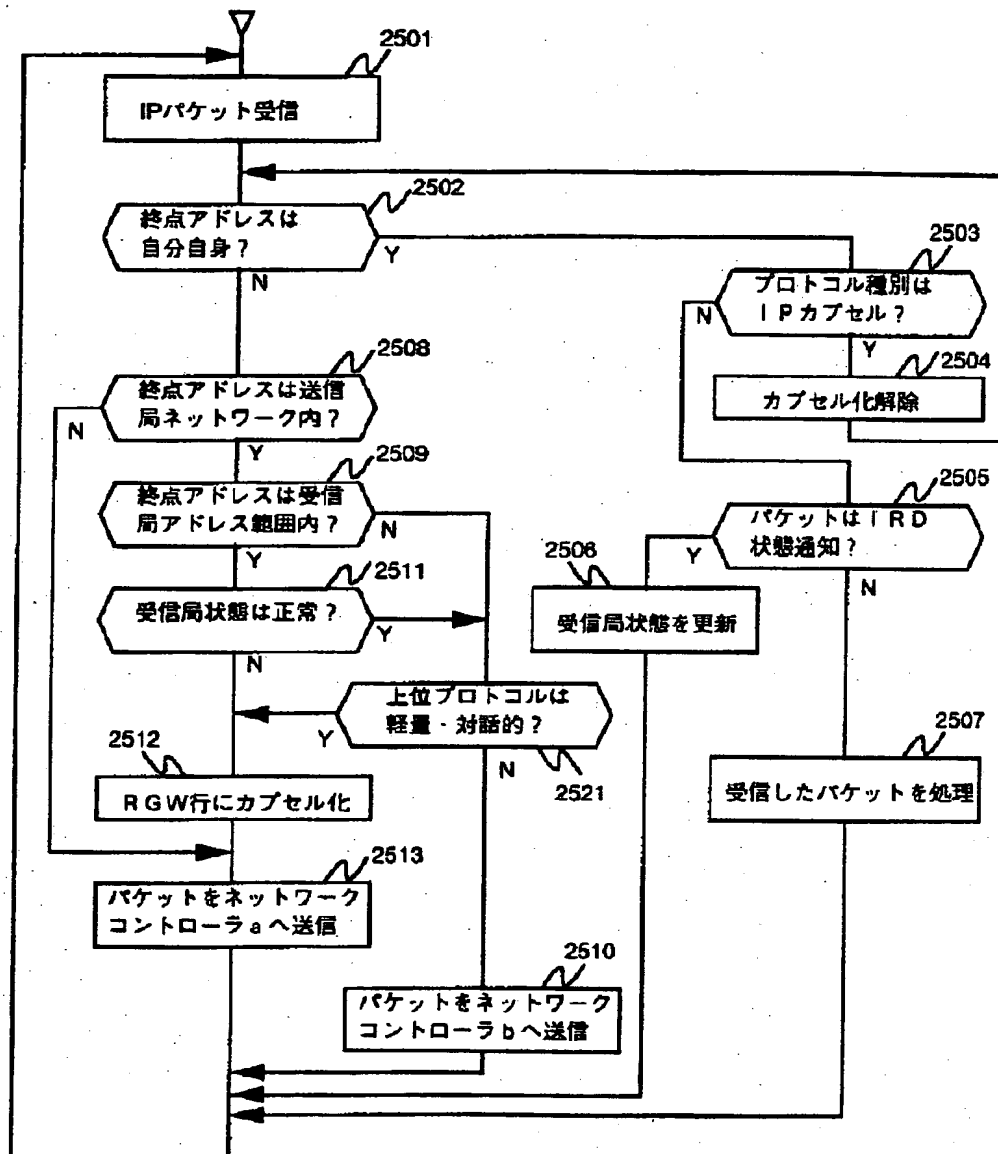 2501
IPパケット受信
2502
終点アドレスは
自分自身？
Y
N
2503
プロトコル種別は
ＩＰカプセル？
N
Y
2504
カプセル化解除
2508
終点アドレスは送信
局ネットワーク内？
N
Y
2509
終点アドレスは受信
局アドレス範囲内？
N
Y
2505
パケットはＩＲＤ
状態通知？
Y
N
2506
受信局状態を更新
2511
受信局状態は正常？
Y
N
上位プロトコルは
軽量・対話的？
Y
N
2521
2507
受信したパケットを処理
2512
ＲＧＷ行にカプセル化
2513
パケットをネットワーク
コントローラａへ送信
2510
パケットをネットワーク
コントローラｂへ送信